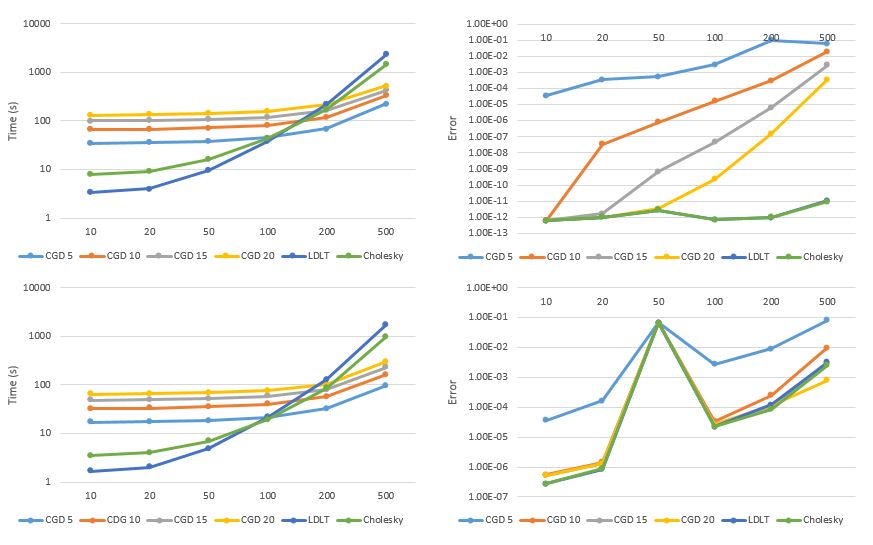 10000
1000
100
10
1
Time (s)
10 20 50 100 200 500
CGD 5 CGD 10 CGD 15 CGD 20 LDLT Cholesky
1.00E+00
1.00E-01
1.00E-02
1.00E-03
1.00E-04
1.00E-05
1.00E-06
1.00E-07
1.00E-08
1.00E-09
1.00E-10
1.00E-11
1.00E-12
1.00E-13
Error
10 20 50 100 200 500
CGD 5 CGD 10 CGD 15 CGD 20 LDLT Cholesky
10000
1000
100
10
1
Time (s)
10 20 50 100 200 500
CGD 5 CDG 10 CGD 15 CGD 20 LDLT Cholesky
1.00E+00
1.00E-01
1.00E-02
1.00E-03
1.00E-04
1.00E-05
1.00E-06
1.00E-07
Error
10 20 50 100 200 500
CGD 5 CGD 10 CGD 15 CGD 20 LDLT Cholesky